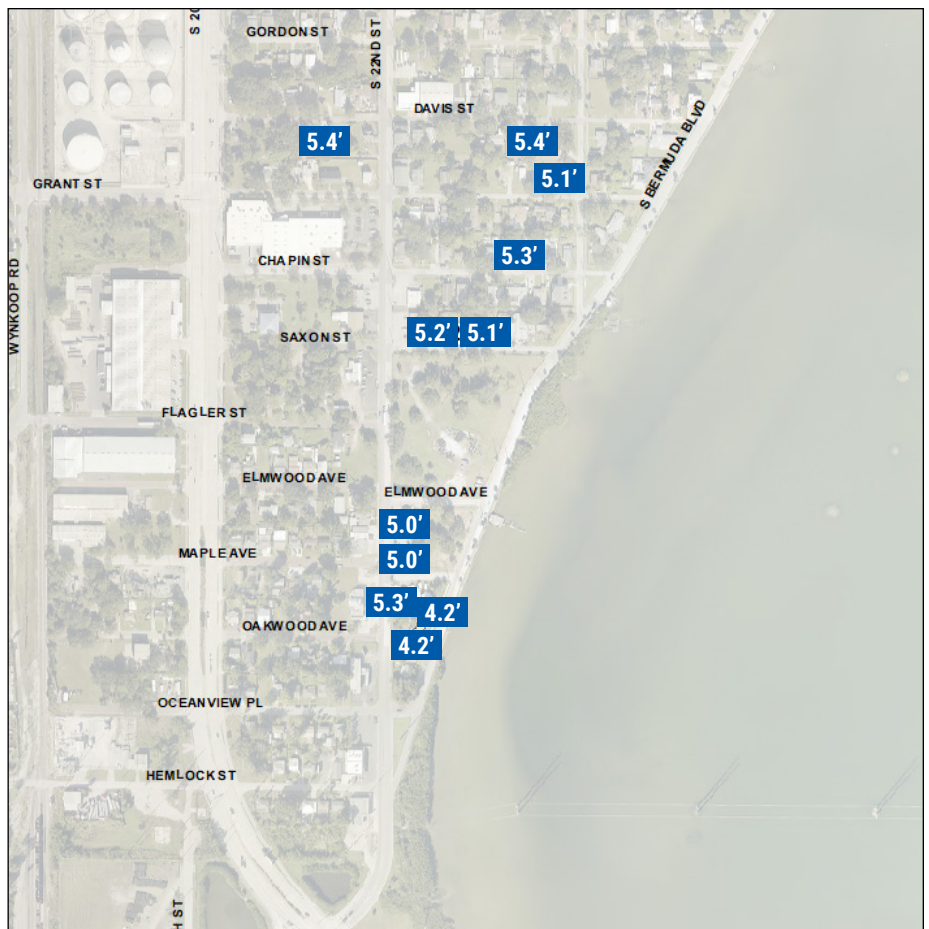 S 20
GORDON ST
S 22ND ST
DAVIS ST
5.4’
5.4’
S BERMUDA BLVD
5.1’
GRANT ST
5.3’
CHAPIN ST
WYNKOOP RD
5.2’
5.1’
SAXON ST
FLAGLER ST
ELMWOOD AVE
ELMWOOD AVE
5.0’
MAPLE AVE
5.0’
5.3’
4.2’
OAKWOOD AVE
4.2’
OCEANVIEW PL
HEMLOCK ST
H ST